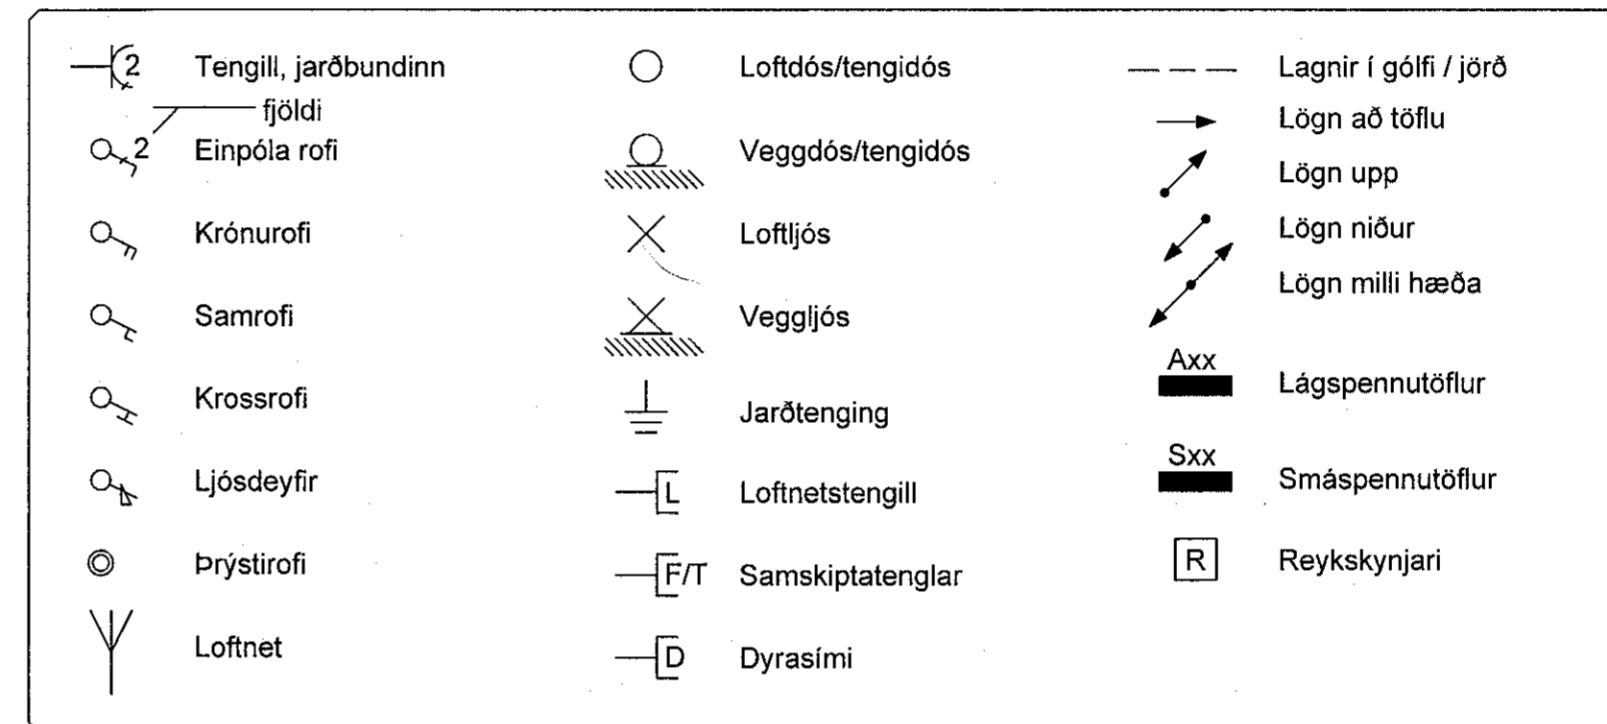 2 Tengill, jarðbundinn
fjöldi
2 Einpóla rofi
Krónurofi
Samrofi
Krossrofi
Ljósdeyfir
Þrýstirofi
Loftnet
Loftdós/tengidós
Veggdós/tengidós
Loftljós
Veggljós
Jarðtenging
L Loftnetstengill
F/T Samskiptatenglar
D Dyrasími
Lagnir í gólfi / jörð
Lögn að töflu
Lögn upp
Lögn niður
Lögn milli hæða
Axx
Lágspennutöflur
Sxx
Smáspennutöflur
R Reykskynjari